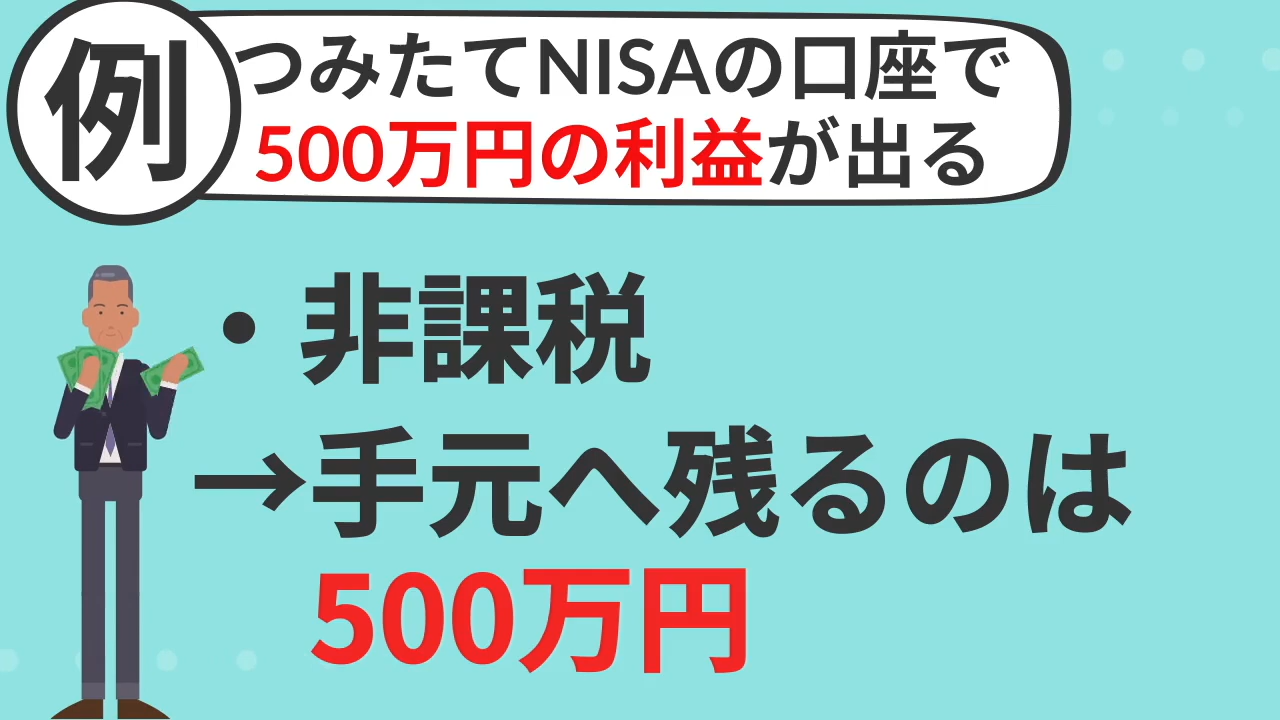 例
つみたてNISAの口座で
500万円の利益が出る
・非課税
→手元へ残るのは
500万円